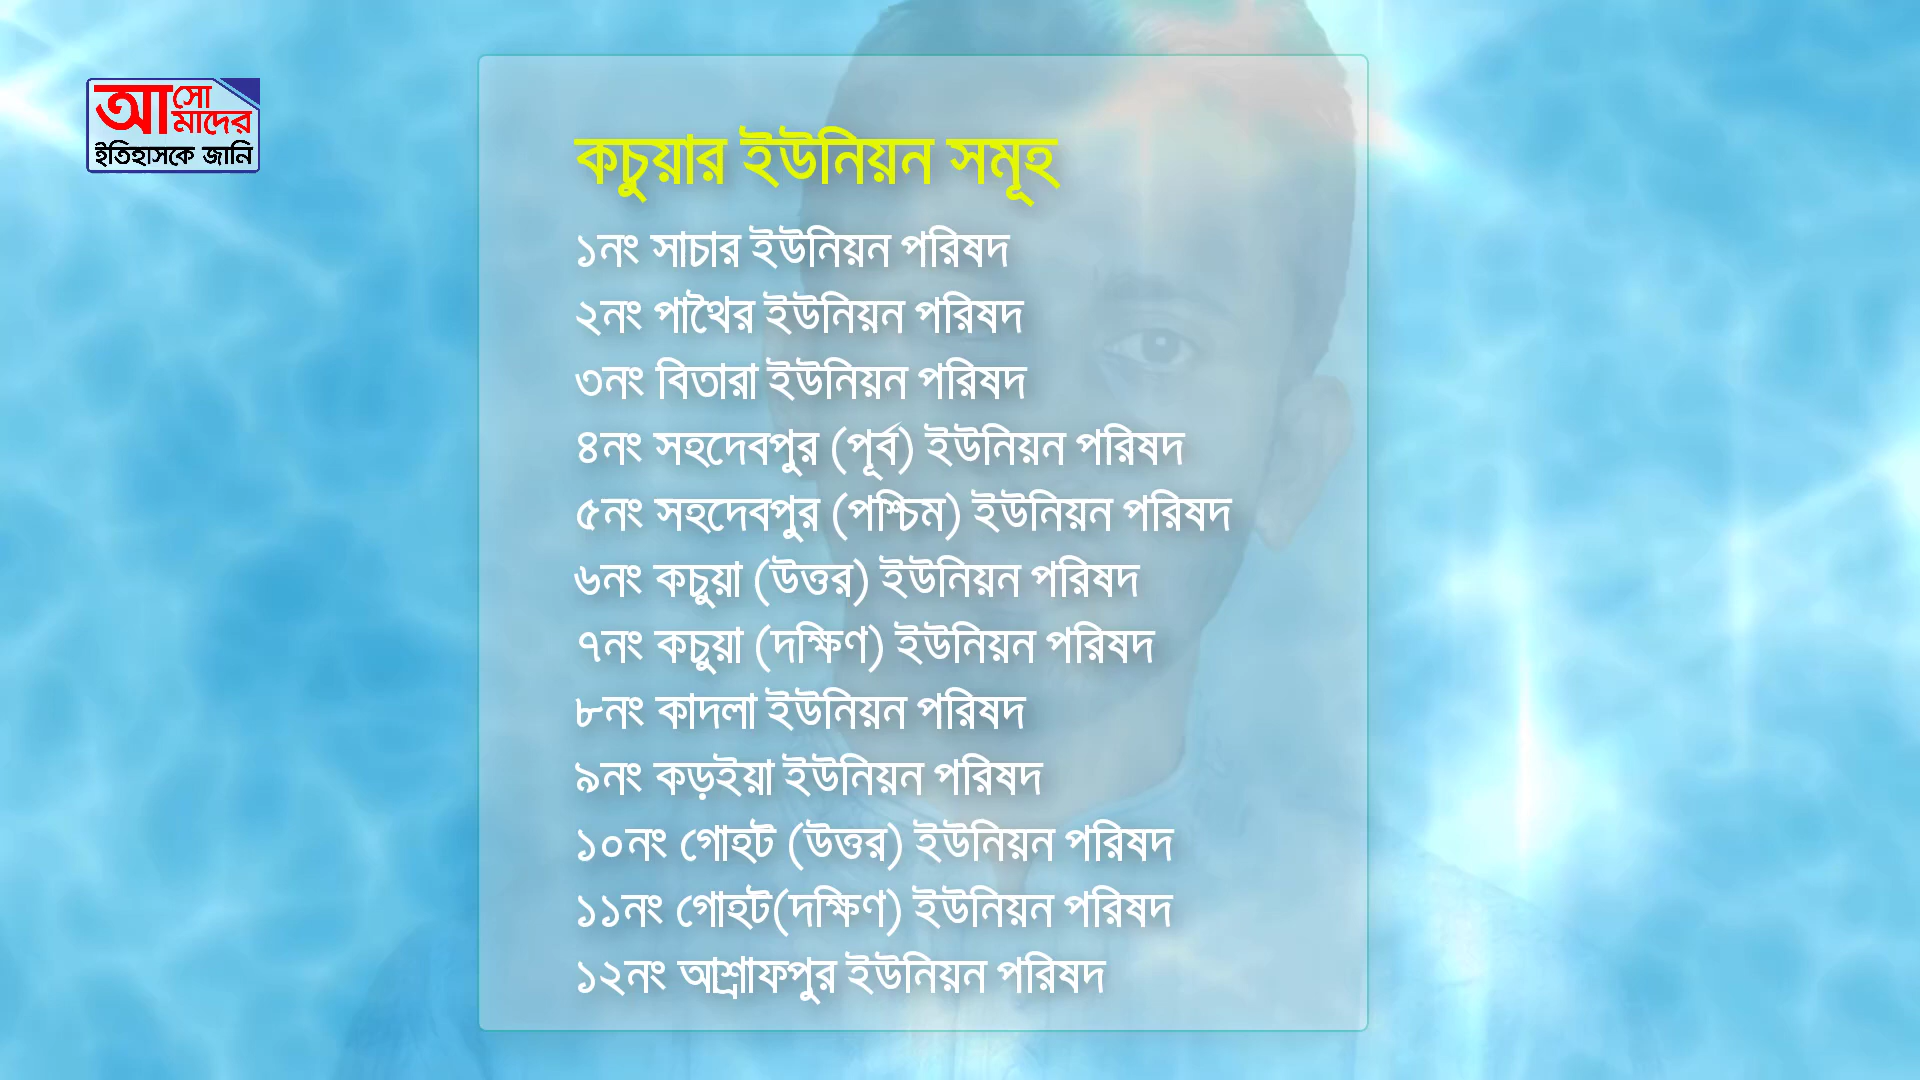 আসো
আমাদের
ইতিহাসকে জানি
কচুয়ার ইউনিয়ন সমূহ
১নং সাচার ইউনিয়ন পরিষদ
২নং পাথৈর ইউনিয়ন পরিষদ
৩নং বিতারা ইউনিয়ন পরিষদ
৪নং সহদেবপুর (পূর্ব) ইউনিয়ন পরিষদ
৫নং সহদেবপুর (পশ্চিম) ইউনিয়ন পরিষদ
৬নং কচুয়া (উত্তর) ইউনিয়ন পরিষদ
৭নং কচুয়া (দক্ষিণ) ইউনিয়ন পরিষদ
৮নং কাদলা ইউনিয়ন পরিষদ
৯নং কড়ইয়া ইউনিয়ন পরিষদ
১০নং গোহট (উত্তর) ইউনিয়ন পরিষদ
১১নং গোহট(দক্ষিণ) ইউনিয়ন পরিষদ
১২নং আশ্রাফপুর ইউনিয়ন পরিষদ